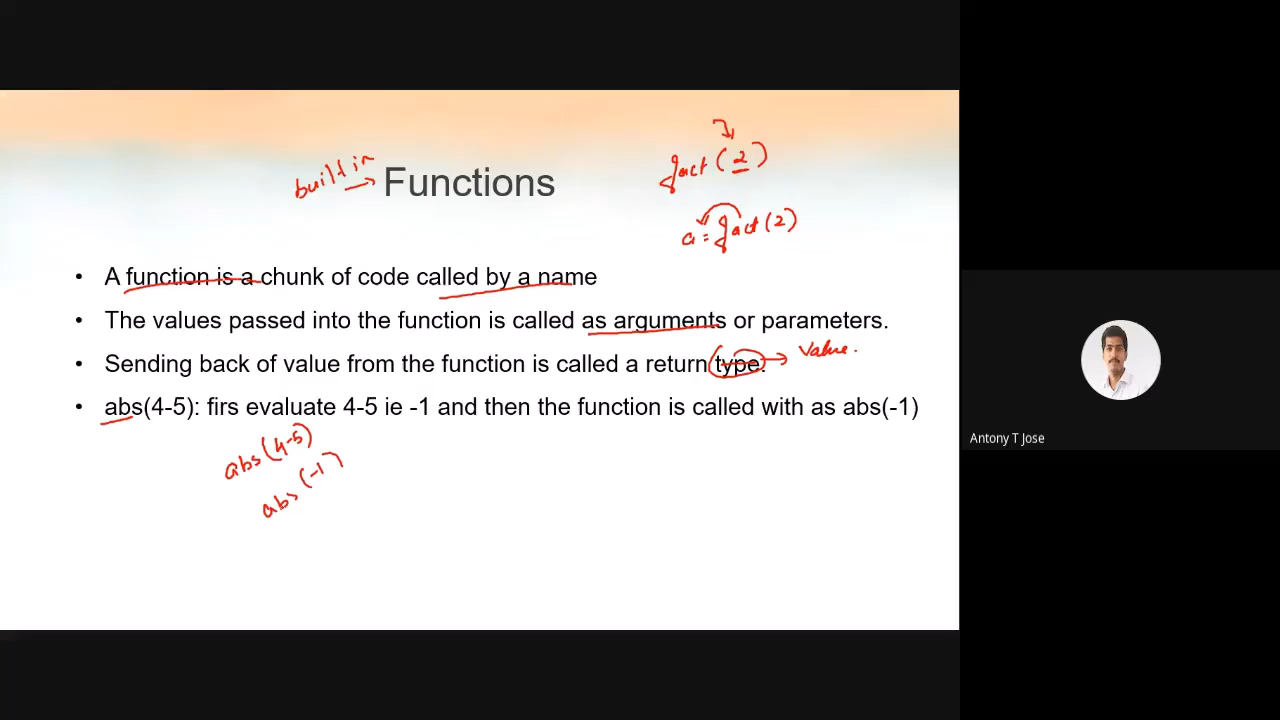 fact(2)
built in
Functions
a = fact(2)
• A function is a chunk of code called by a name
• The values passed into the function is called as arguments or parameters.
• Sending back of value from the function is called a return type. value.
• abs(4-5): firs evaluate 4-5 ie -1 and then the function is called with as abs(-1)
abs(4-5)
abs(-1)
Antony T Jose